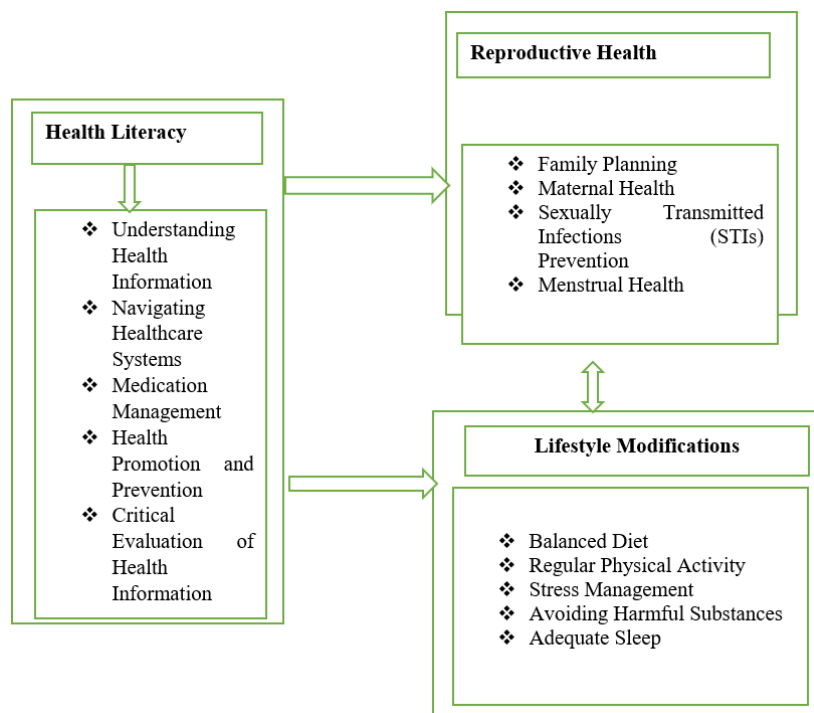 Health Literacy
❖ Understanding
Health
Information
❖ Navigating
Healthcare
Systems
❖ Medication
Management
❖ Health
Promotion and
Prevention
❖ Critical
Evaluation of
Health
Information
Reproductive Health
❖ Family Planning
❖ Maternal Health
❖ Sexually Transmitted
Infections (STIs)
Prevention
❖ Menstrual Health
Lifestyle Modifications
❖ Balanced Diet
❖ Regular Physical Activity
❖ Stress Management
❖ Avoiding Harmful Substances
❖ Adequate Sleep